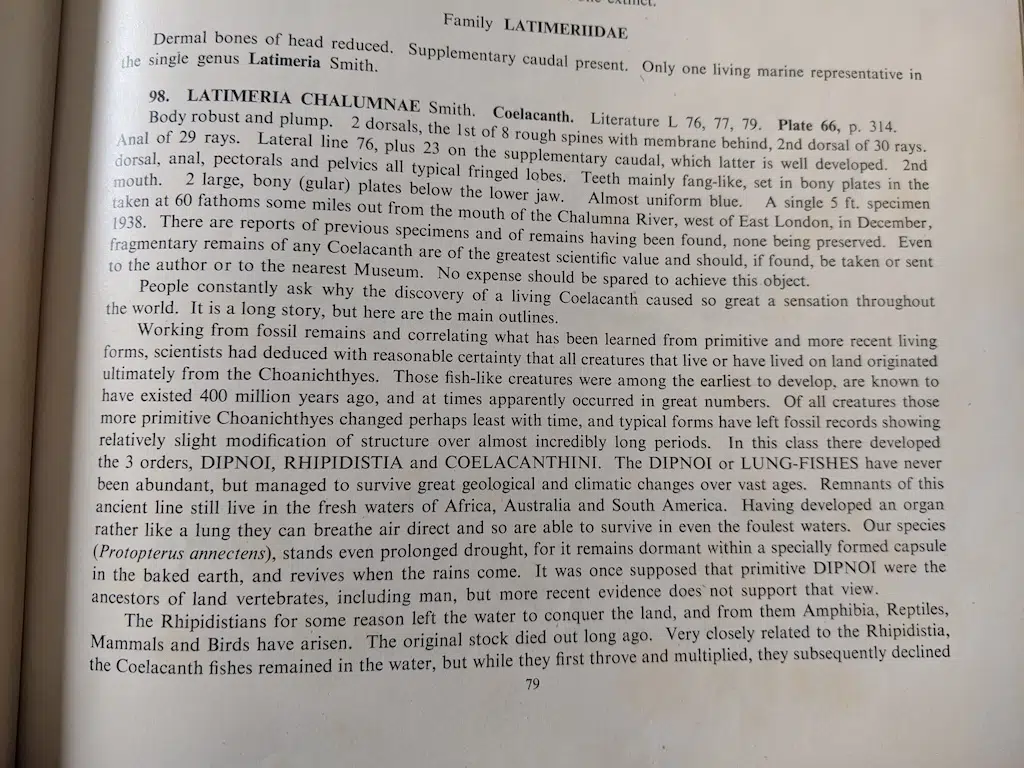 extinct.
Family LATIMERIIDAE
Dermal bones of head reduced. Supplementary caudal present. Only one living marine representative in
the single genus Latimeria Smith.
98. LATIMERIA CHALUMNAE Smith. Coelacanth. Literature L 76, 77, 79. Plate 66, p. 314.
Body robust and plump. 2 dorsals, the 1st of 8 rough spines with membrane behind, 2nd dorsal of 30 rays.
Anal of 29 rays. Lateral line 76, plus 23 on the supplementary caudal, which latter is well developed. 2nd
dorsal, anal, pectorals and pelvics all typical fringed lobes. Teeth mainly fang-like, set in bony plates in the
mouth. 2 large, bony (gular) plates below the lower jaw. Almost uniform blue. A single 5 ft. specimen
taken at 60 fathoms some miles out from the mouth of the Chalumna River, west of East London, in December,
1938. There are reports of previous specimens and of remains having been found, none being preserved. Even
fragmentary remains of any Coelacanth are of the greatest scientific value and should, if found, be taken or sent
to the author or to the nearest Museum. No expense should be spared to achieve this object.
People constantly ask why the discovery of a living Coelacanth caused so great a sensation throughout
the world. It is a long story, but here are the main outlines.
Working from fossil remains and correlating what has been learned from primitive and more recent living
forms, scientists had deduced with reasonable certainty that all creatures that live or have lived on land originated
ultimately from the Choanichthyes. Those fish-like creatures were among the earliest to develop, are known to
have existed 400 million years ago, and at times apparently occurred in great numbers. Of all creatures those
more primitive Choanichthyes changed perhaps least with time, and typical forms have left fossil records showing
relatively slight modification of structure over almost incredibly long periods. In this class there developed
the 3 orders, DIPNOI, RHIPIDISTIA and COELACANTHINI. The DIPNOI or LUNG-FISHES have never
been abundant, but managed to survive great geological and climatic changes over vast ages. Remnants of this
ancient line still live in the fresh waters of Africa, Australia and South America. Having developed an organ
rather like a lung they can breathe air direct and so are able to survive in even the foulest waters. Our species
(Protopterus annectens), stands even prolonged drought, for it remains dormant within a specially formed capsule
in the baked earth, and revives when the rains come. It was once supposed that primitive DIPNOI were the
ancestors of land vertebrates, including man, but more recent evidence does not support that view.
The Rhipidistians for some reason left the water to conquer the land, and from them Amphibia, Reptiles,
Mammals and Birds have arisen. The original stock died out long ago. Very closely related to the Rhipidistia,
the Coelacanth fishes remained in the water, but while they first throve and multiplied, they subsequently declined
79